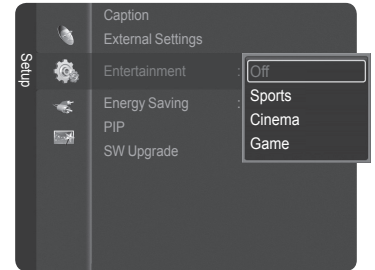 Setup
Caption
External Settings
Entertainment : Off
Sports
Cinema
Energy Saving :
Game
PIP
SW Upgrade